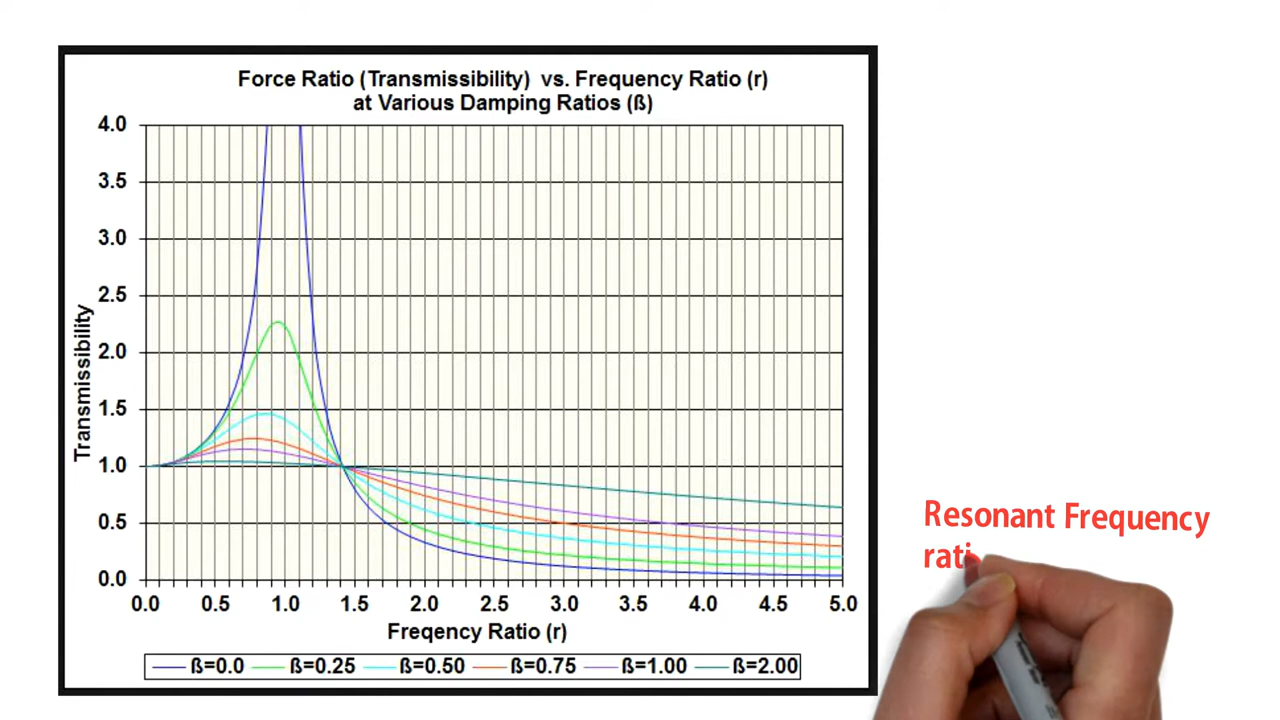 Force Ratio (Transmissibility) vs. Frequency Ratio (r)
at Various Damping Ratios (ß)
4.0
3.5
3.0
2.5
2.0
1.5
1.0
0.5
0.0
Transmissibility
0.0 0.5 1.0 1.5 2.0 2.5 3.0 3.5 4.0 4.5 5.0
Freqency Ratio (r)
ß=0.0 ß=0.25 ß=0.50 ß=0.75 ß=1.00 ß=2.00
Resonant Frequency
rati